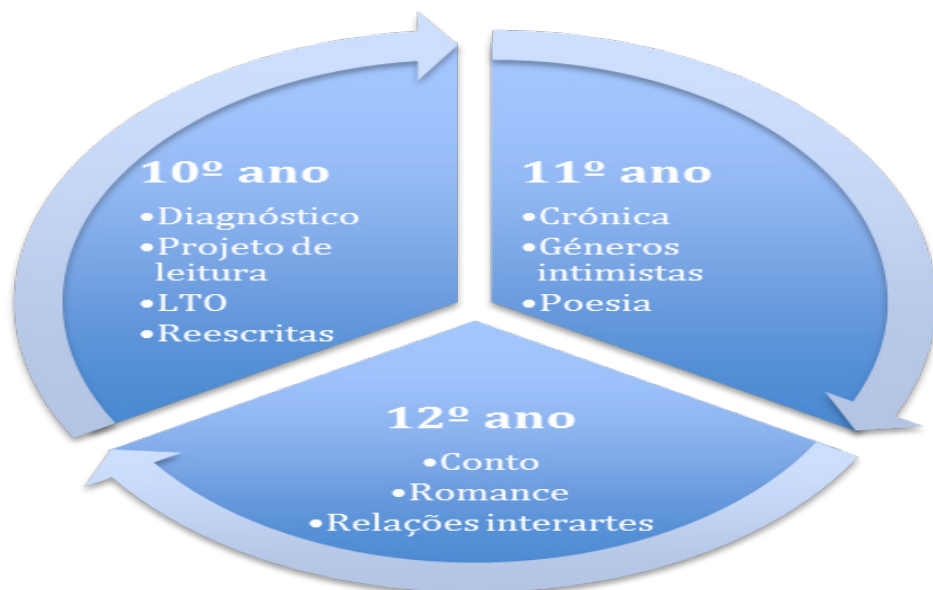 10º ano
•Diagnóstico
•Projeto de
leitura
•LTO
•Reescritas
11º ano
•Crónica
•Géneros
intimistas
•Poesia
12º ano
•Conto
•Romance
•Relações interartes